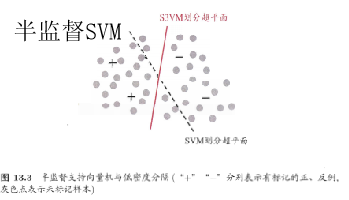 半监督SVM
S3VM划分超平面
+
−
+
−
SVM划分超平面
图 13.3 半监督支持向量机与低密度分隔("+" "−"分别表示有标记的正、反例,
灰色点表示未标记样本)